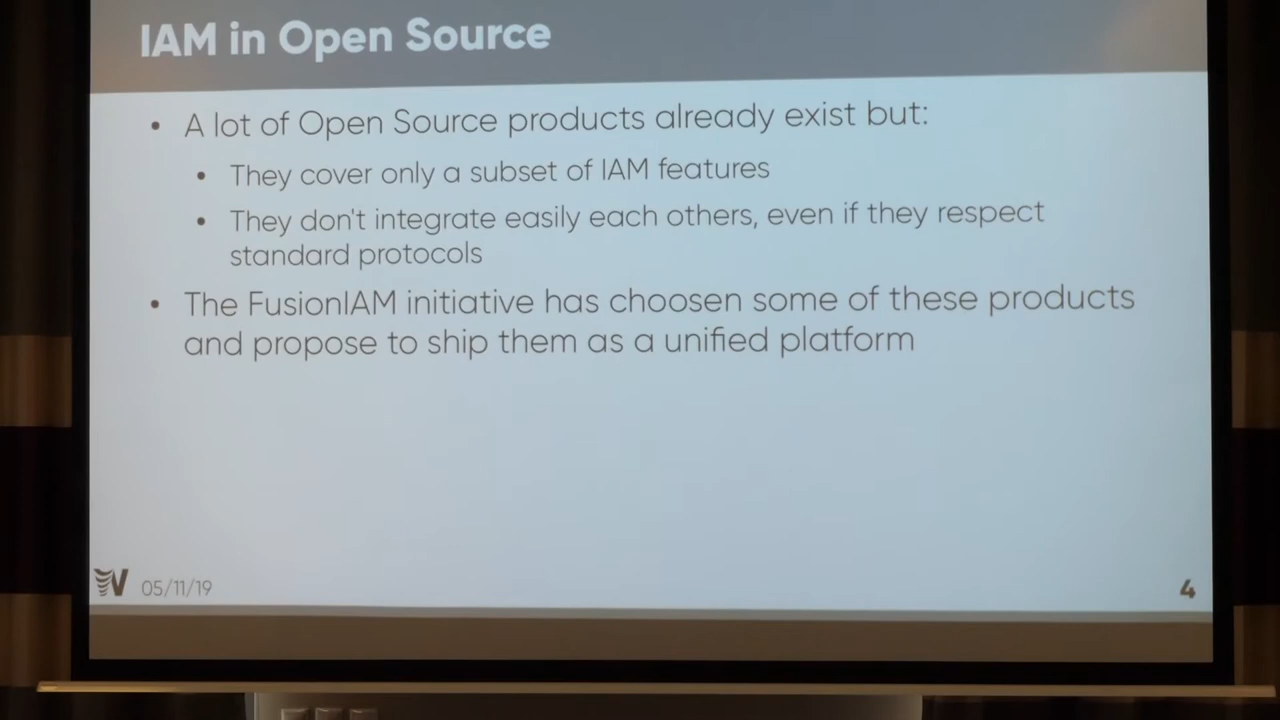 IAM in Open Source
• A lot of Open Source products already exist but:
• They cover only a subset of IAM features
• They don't integrate easily each others, even if they respect
standard protocols
• The FusionIAM initiative has choosen some of these products
and propose to ship them as a unified platform
05/11/19
4